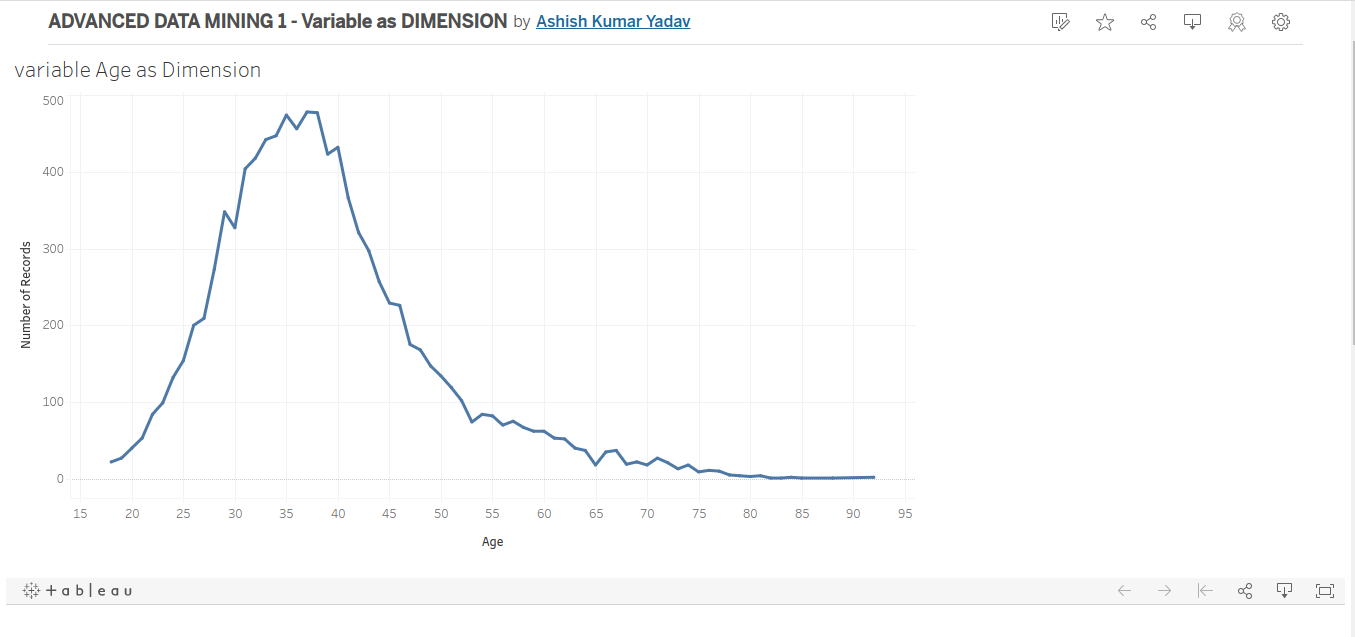 ADVANCED DATA MINING 1 - Variable as DIMENSION by Ashish Kumar Yadav
variable Age as Dimension
500
400
300
200
100
0
Number of Records
15 20 25 30 35 40 45 50 55 60 65 70 75 80 85 90 95
Age
+ableau